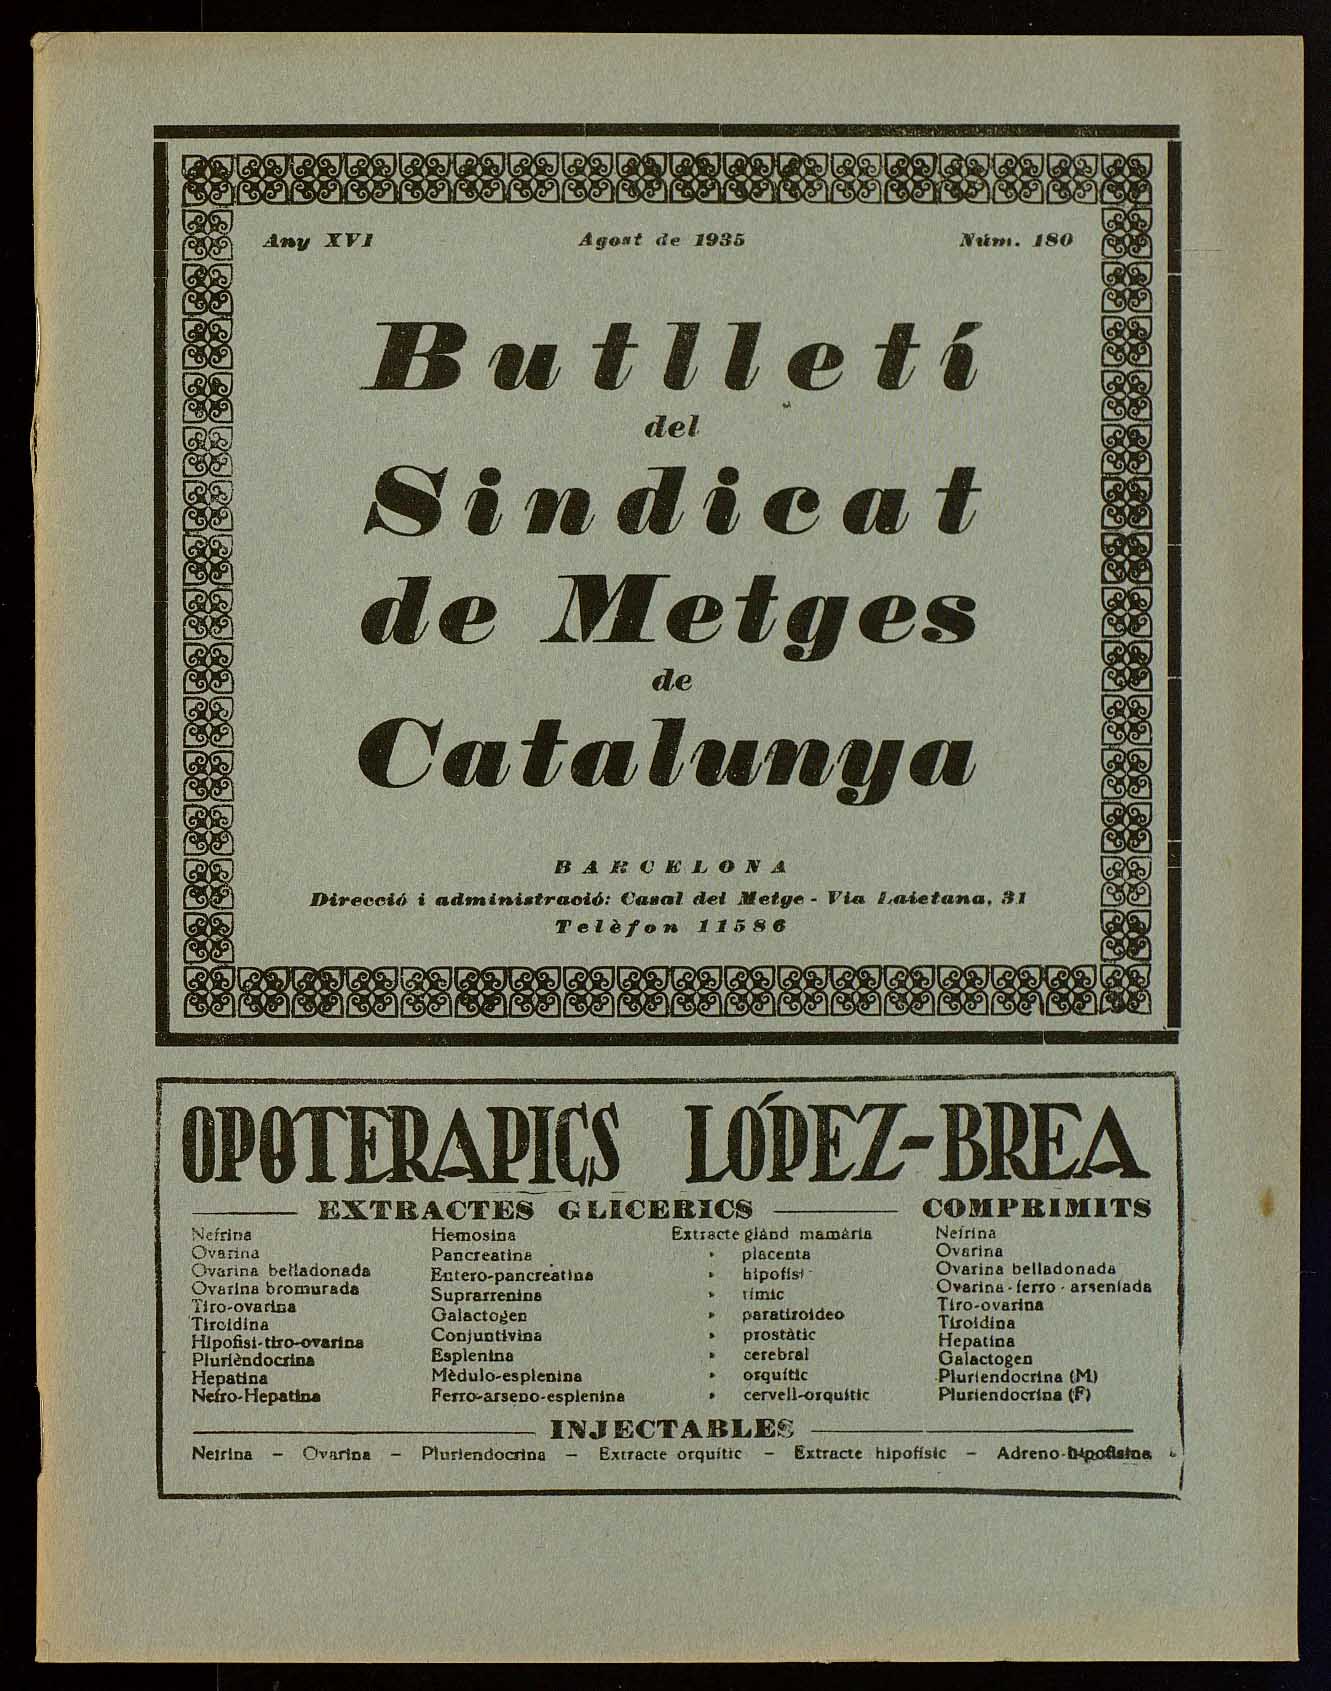 Any XVI Agost de 1935 Núm. 180
Butlletí
del
Sindicat
de Metges
de
Catalunya
BARCELONA
Direcció i administració: Casal del Metge - Via Laietana, 31
Telèfon 11586
OPOTERAPICS LÓPEZ-BREA
EXTRACTES GLICERICS
Nefrina
Ovarina
Ovarina belladonada
Ovarina bromurada
Tiro-ovarina
Tiroidina
Hipofisi-tiro-ovarina
Plurièndocrina
Hepatina
Nefro-Hepatina
Hemosina
Pancreatina
Entero-pancreatina
Suprarrenina
Galactogen
Conjuntivina
Esplenina
Mèdulo-esplenina
Ferro-arseno-esplenina
Extracte glànd mamària
» placenta
» hipofisi
» tímic
» paratiroideo
» prostàtic
» cerebral
» orquític
» cervell-orquític
COMPRIMITS
Nefrina
Ovarina
Ovarina belladonada
Ovarina - ferro - arseniada
Tiro-ovarina
Tiroidina
Hepatina
Galactogen
Pluriendocrina (M)
Pluriendocrina (F)
INJECTABLES
Nefrina - Ovarina - Pluriendocrina - Extracte orquític - Extracte hipofísic - Adreno-hipofisina